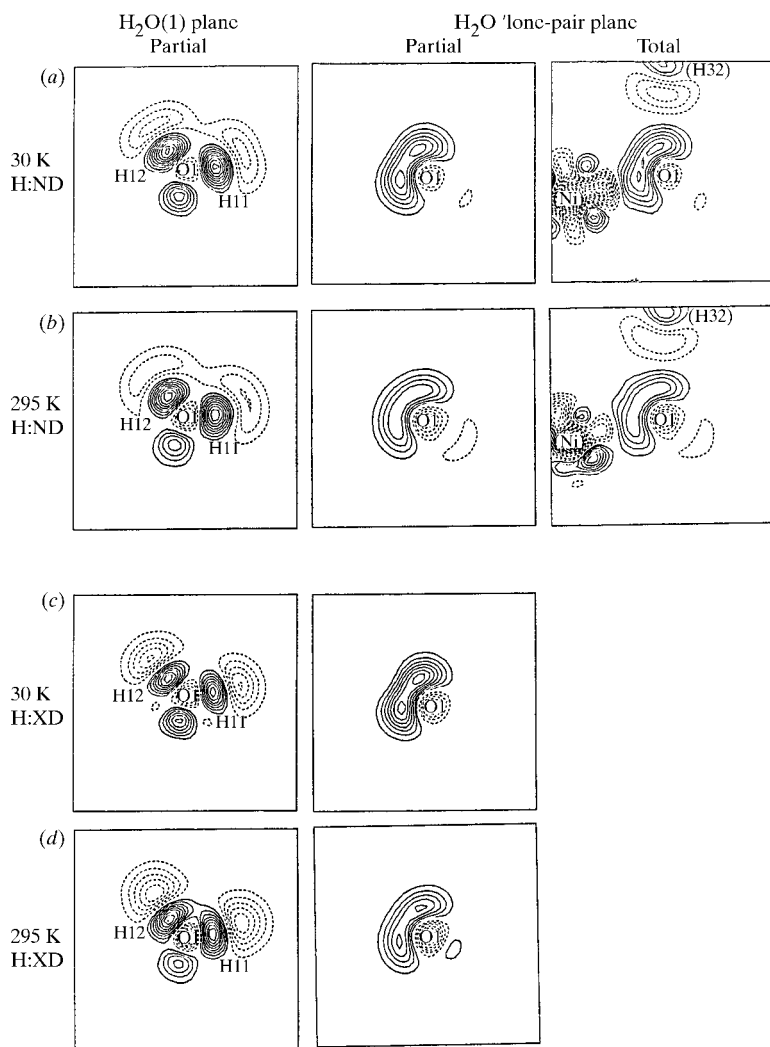 H2O(1) plane
H2O 'lone-pair plane
Partial
Partial
Total
(a)
(H32)
30 K
H:ND
H12
O1
H11
O1
Ni
O1
(b)
(H32)
295 K
H:ND
H12
O1
H11
O1
Ni
O1
(c)
30 K
H:XD
H12
O1
H11
O1
(d)
295 K
H:XD
H12
O1
H11
O1